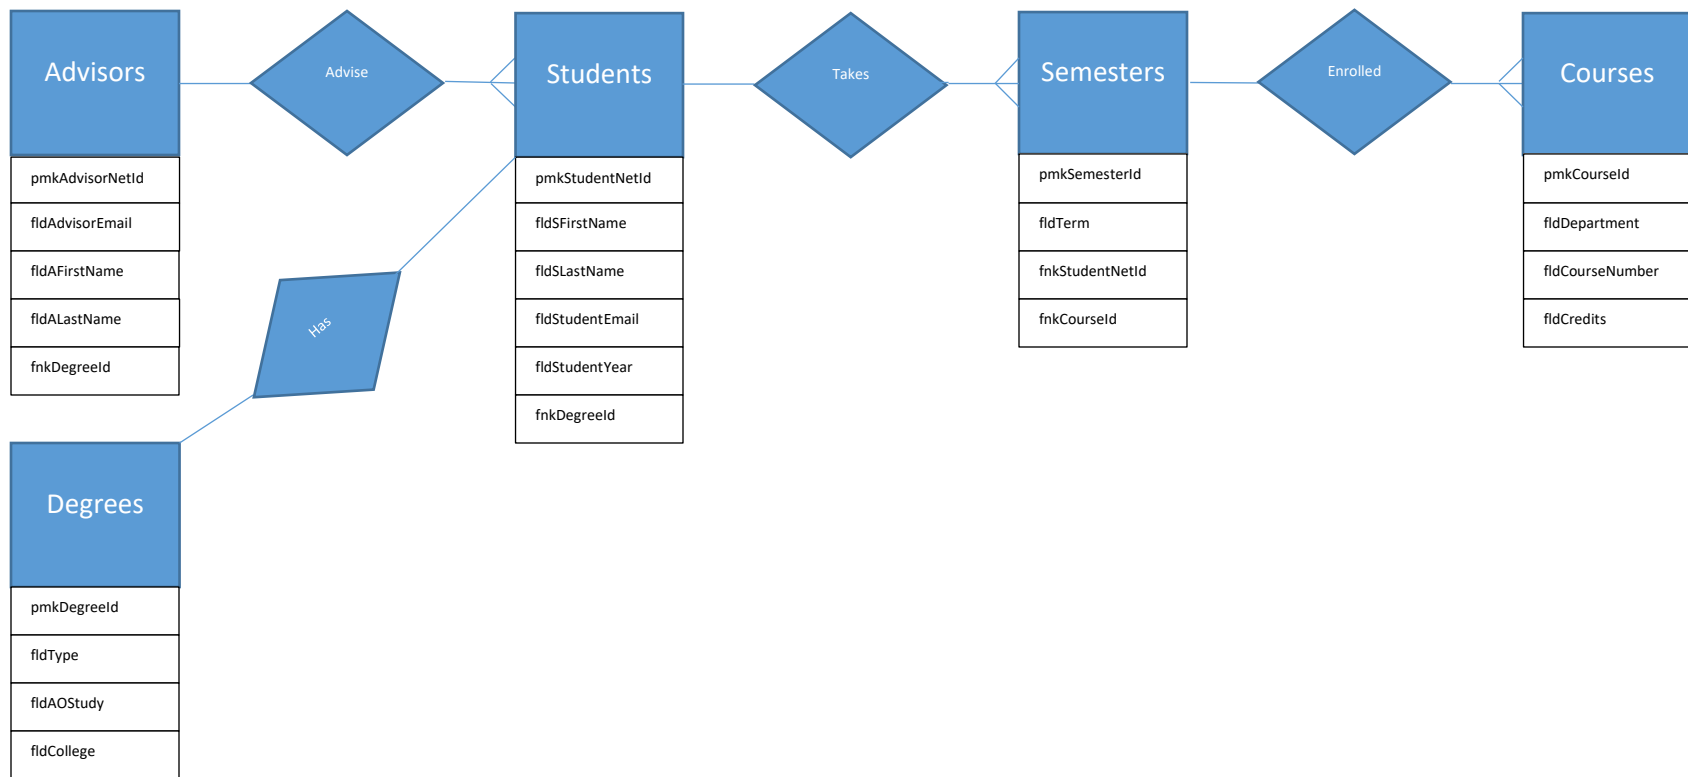 Advisors
pmkAdvisorNetId
fldAdvisorEmail
fldAFirstName
fldALastName
fnkDegreeId
Advise
Students
pmkStudentNetId
fldSFirstName
fldSLastName
fldStudentEmail
fldStudentYear
fnkDegreeId
Takes
Semesters
pmkSemesterId
fldTerm
fnkStudentNetId
fnkCourseId
Enrolled
Courses
pmkCourseId
fldDepartment
fldCourseNumber
fldCredits
Has
Degrees
pmkDegreeId
fldType
fldAOStudy
fldCollege